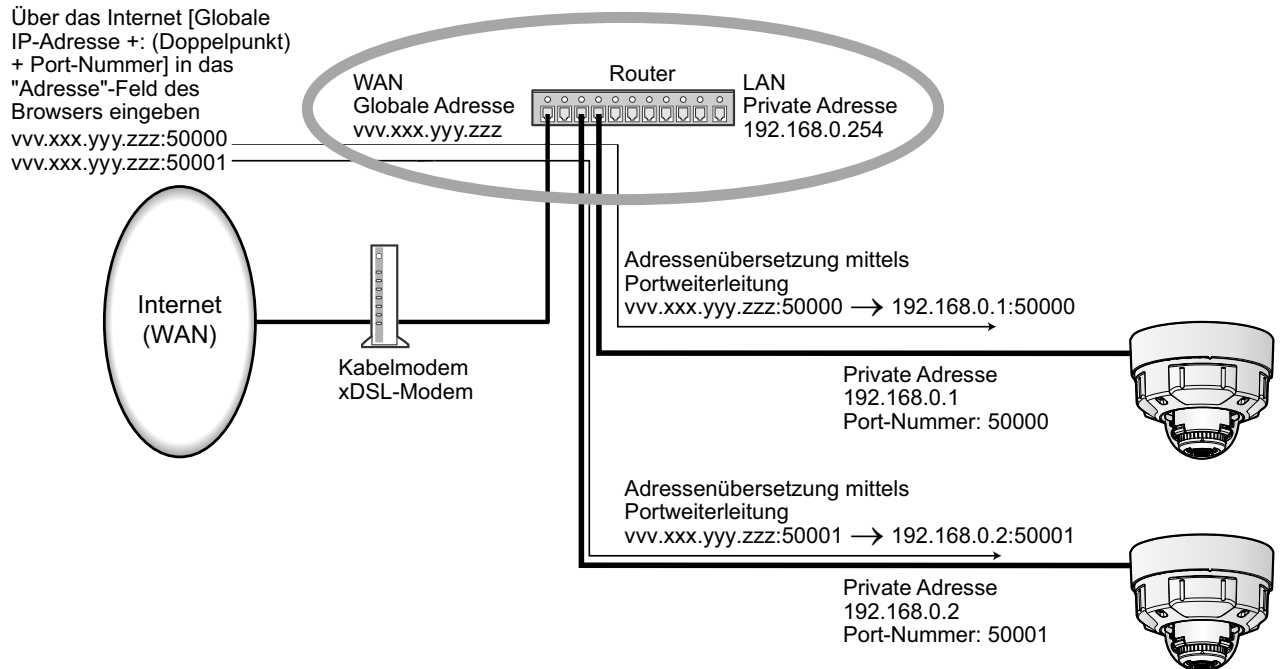 Über das Internet [Globale
IP-Adresse +: (Doppelpunkt)
+ Port-Nummer] in das
"Adresse"-Feld des
Browsers eingeben
vvv.xxx.yyy.zzz:50000
vvv.xxx.yyy.zzz:50001
WAN
Globale Adresse
vvv.xxx.yyy.zzz
Router
LAN
Private Adresse
192.168.0.254
Internet
(WAN)
Kabelmodem
xDSL-Modem
Adressenübersetzung mittels
Portweiterleitung
vvv.xxx.yyy.zzz:50000 → 192.168.0.1:50000
Private Adresse
192.168.0.1
Port-Nummer: 50000
Adressenübersetzung mittels
Portweiterleitung
vvv.xxx.yyy.zzz:50001 → 192.168.0.2:50001
Private Adresse
192.168.0.2
Port-Nummer: 50001